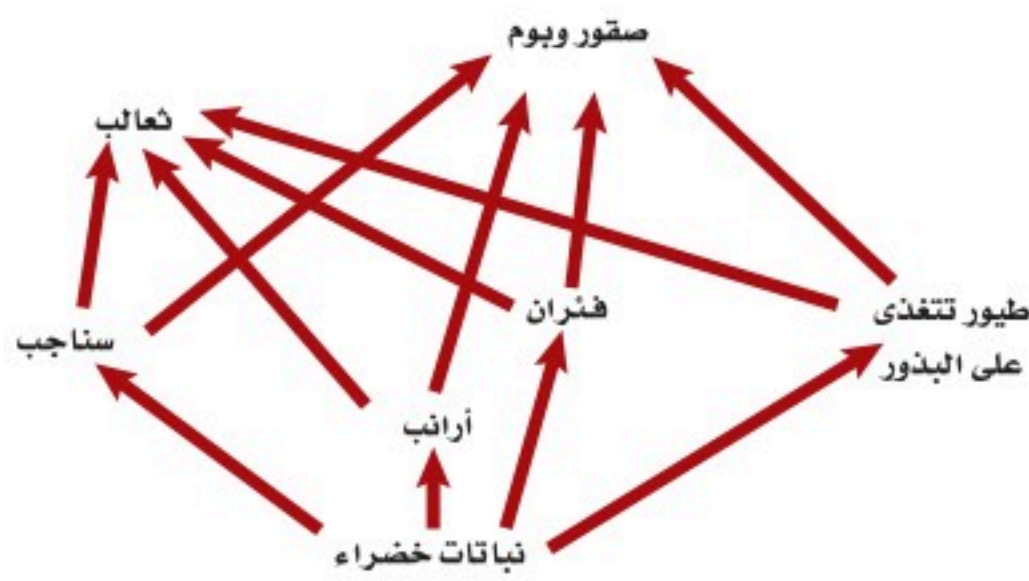 صقور وبوم
ثعالب
فئران
طيور تتغذى
على البذور
سناجب
أرانب
نباتات خضراء